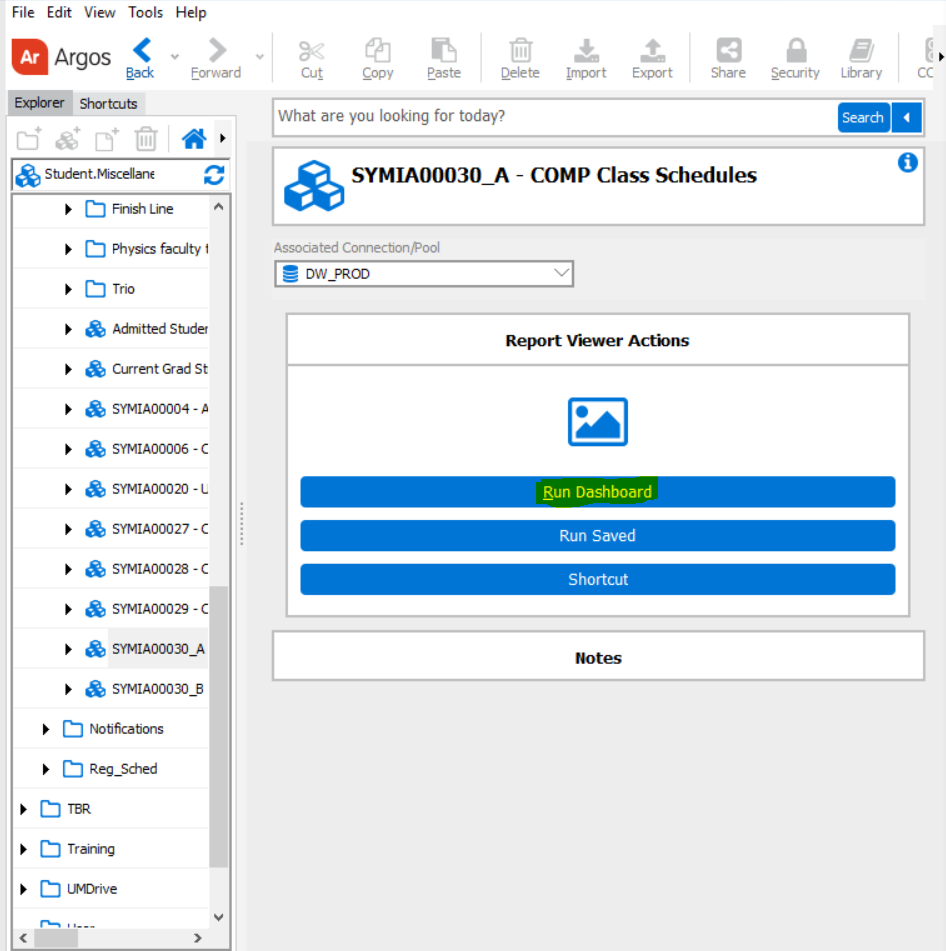 File Edit View Tools Help
Ar Argos Back Forward Cut Copy Paste Delete Import Export Share Security Library
Explorer Shortcuts
What are you looking for today? Search
Student.Miscellane
SYMIA00030_A - COMP Class Schedules
Finish Line
Physics faculty
Trio
Admitted Studer
Current Grad St
SYMIA00004 - A
SYMIA00006 - C
SYMIA00020 - U
SYMIA00027 - C
SYMIA00028 - C
SYMIA00029 - C
SYMIA00030_A
SYMIA00030_B
Notifications
Reg_Sched
TBR
Training
UMDrive
Associated Connection/Pool
DW_PROD
Report Viewer Actions
Run Dashboard
Run Saved
Shortcut
Notes